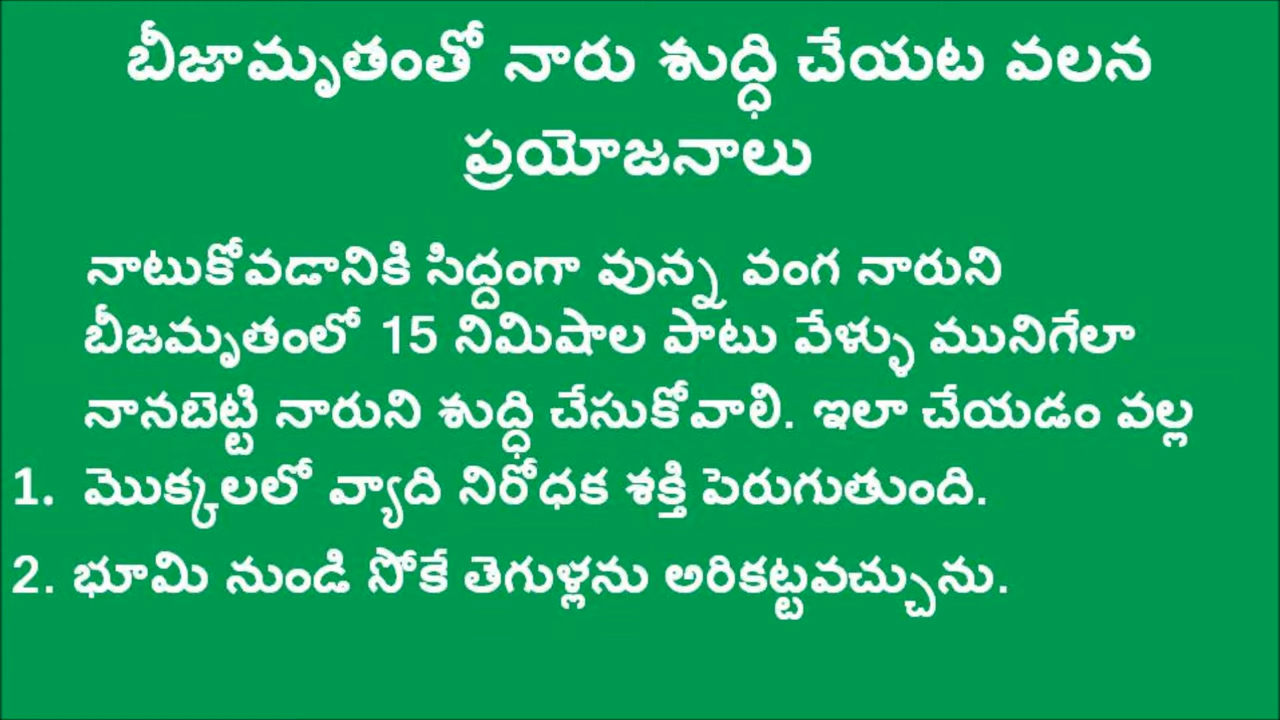 బీజామృతంతో నారు శుద్ధి చేయట వలన
ప్రయోజనాలు
నాటుకోవడానికి సిద్దంగా వున్న వంగ నారుని
బీజమృతంలో 15 నిమిషాల పాటు వేళ్ళు మునిగేలా
నానబెట్టి నారుని శుద్ధి చేసుకోవాలి. ఇలా చేయడం వల్ల
1. మొక్కలలో వ్యాది నిరోధక శక్తి పెరుగుతుంది.
2. భూమి నుండి సోకే తెగుళ్లను అరికట్టవచ్చును.